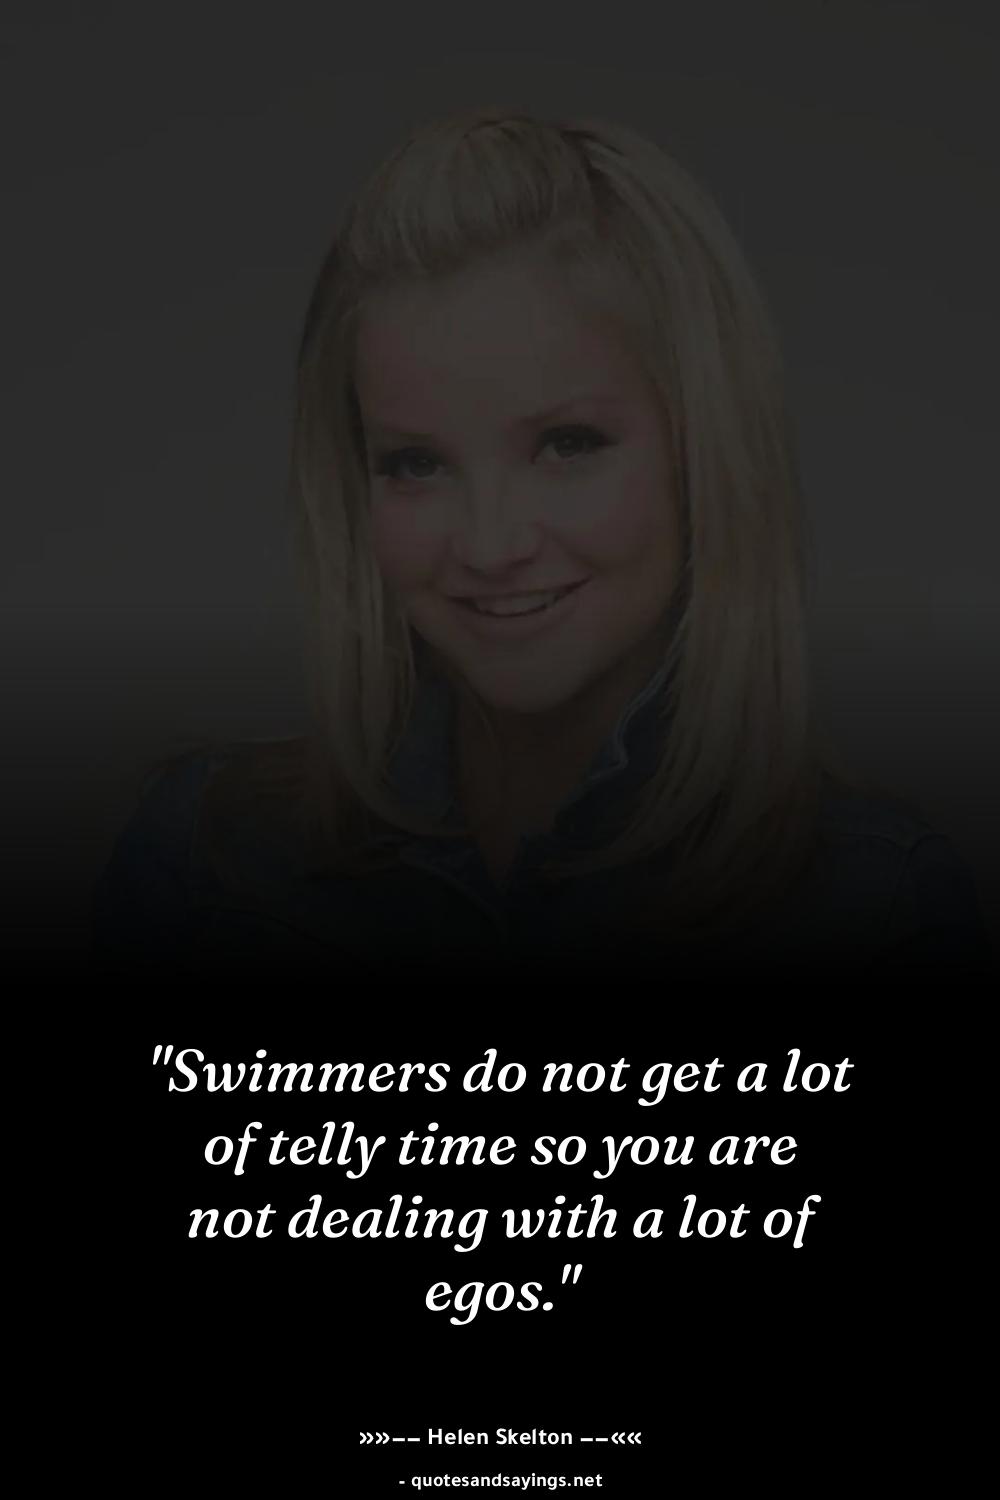 "Swimmers do not get a lot
of telly time so you are
not dealing with a lot of
egos."
»»−− Helen Skelton −−««
- quotesandsayings.net